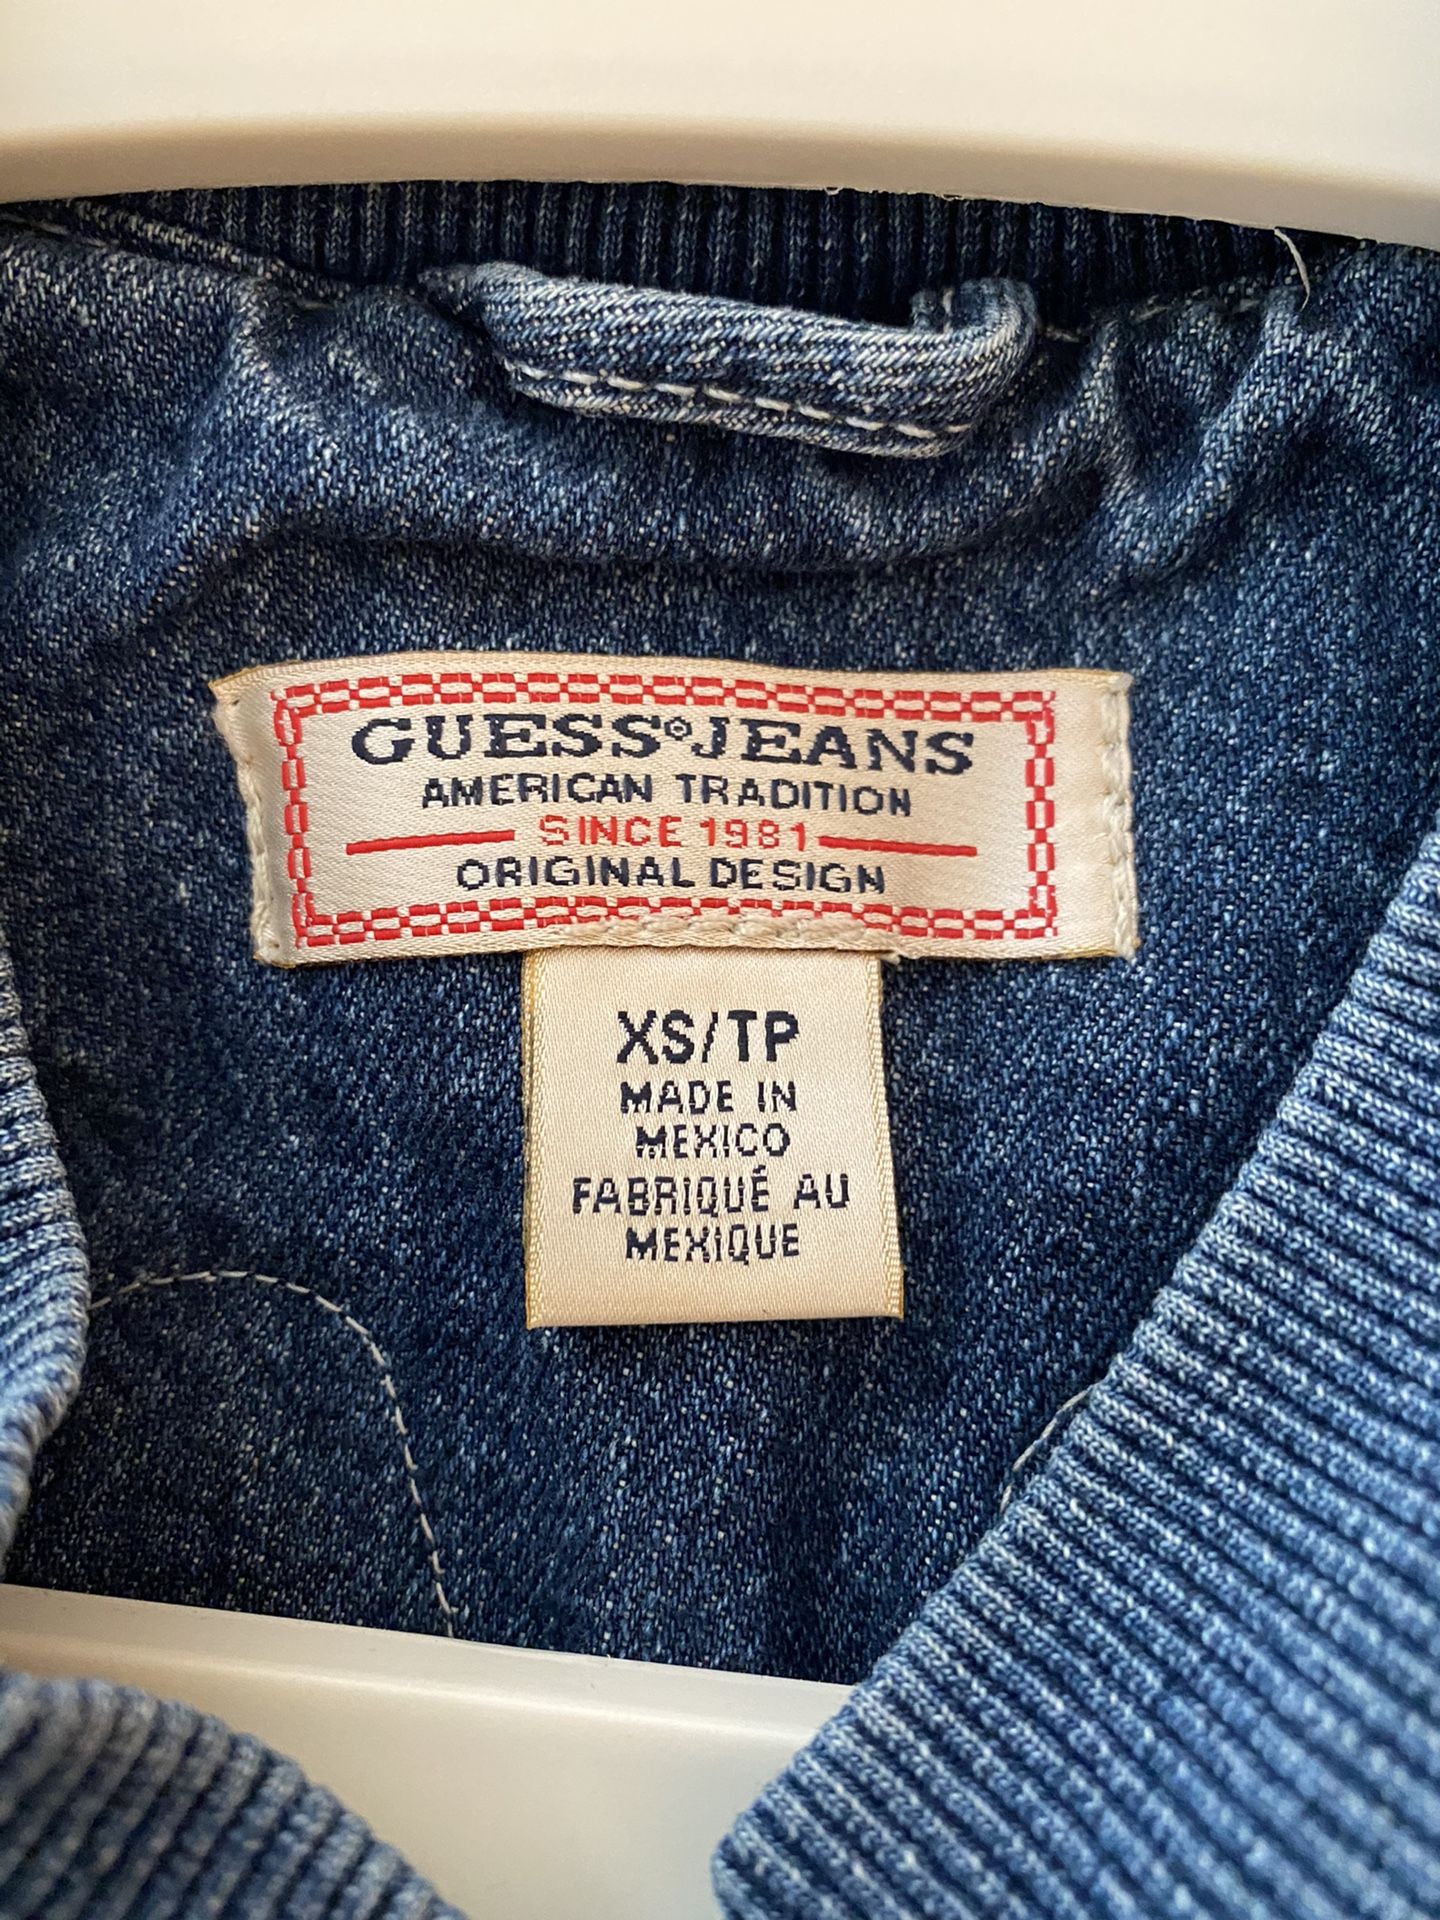 GUESS® JEANS
AMERICAN TRADITION
SINCE 1981
ORIGINAL DESIGN
XS/TP
MADE IN
MEXICO
FABRIQUÉ AU
MEXIQUE